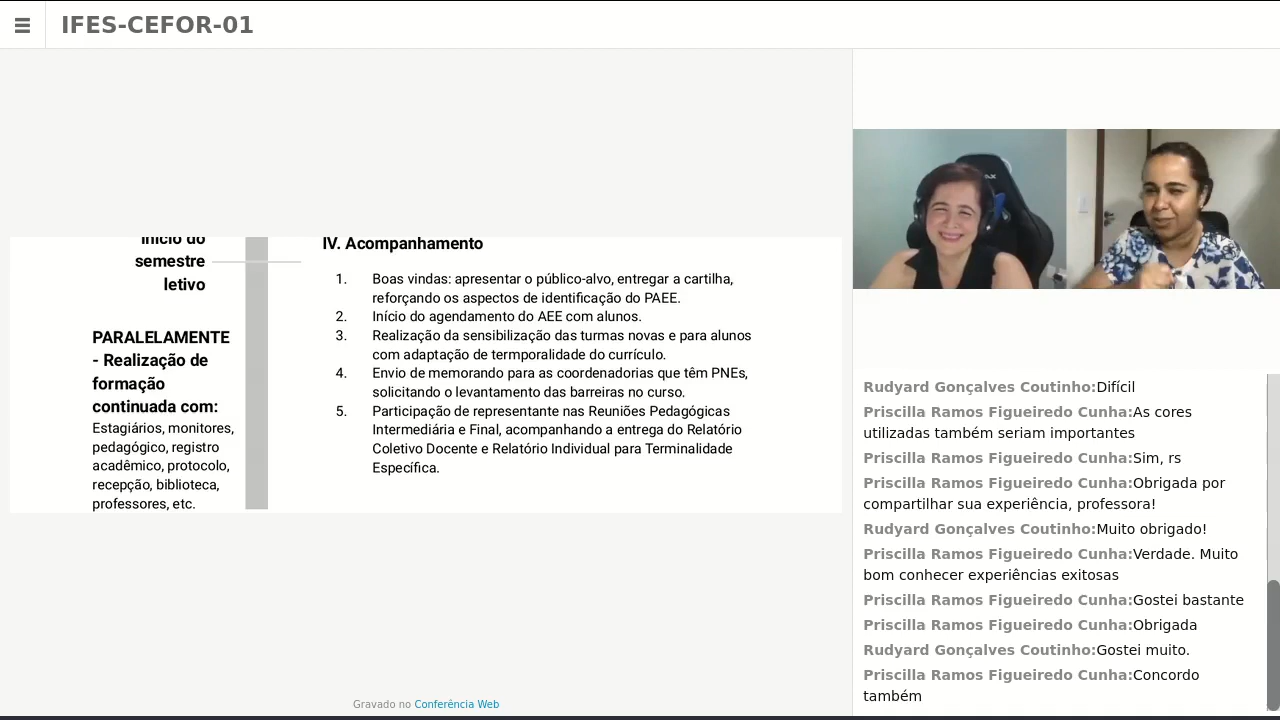 IFES-CEFOR-01
Início do
semestre
letivo
PARALELAMENTE
- Realização de
formação
continuada com:
Estagiários, monitores,
pedagógico, registro
acadêmico, protocolo,
recepção, biblioteca,
professores, etc.
IV. Acompanhamento
1. Boas vindas: apresentar o público-alvo, entregar a cartilha,
reforçando os aspectos de identificação do PAEE.
2. Início do agendamento do AEE com alunos.
3. Realização da sensibilização das turmas novas e para alunos
com adaptação de termporalidade do currículo.
4. Envio de memorando para as coordenadorias que têm PNEs,
solicitando o levantamento das barreiras no curso.
5. Participação de representante nas Reuniões Pedagógicas
Intermediária e Final, acompanhando a entrega do Relatório
Coletivo Docente e Relatório Individual para Terminalidade
Específica.
Rudyard Gonçalves Coutinho:Difícil
Priscilla Ramos Figueiredo Cunha:As cores
utilizadas também seriam importantes
Priscilla Ramos Figueiredo Cunha:Sim, rs
Priscilla Ramos Figueiredo Cunha:Obrigada por
compartilhar sua experiência, professora!
Rudyard Gonçalves Coutinho:Muito obrigado!
Priscilla Ramos Figueiredo Cunha:Verdade. Muito
bom conhecer experiências exitosas
Priscilla Ramos Figueiredo Cunha:Gostei bastante
Priscilla Ramos Figueiredo Cunha:Obrigada
Rudyard Gonçalves Coutinho:Gostei muito.
Priscilla Ramos Figueiredo Cunha:Concordo
também
Gravado no Conferência Web